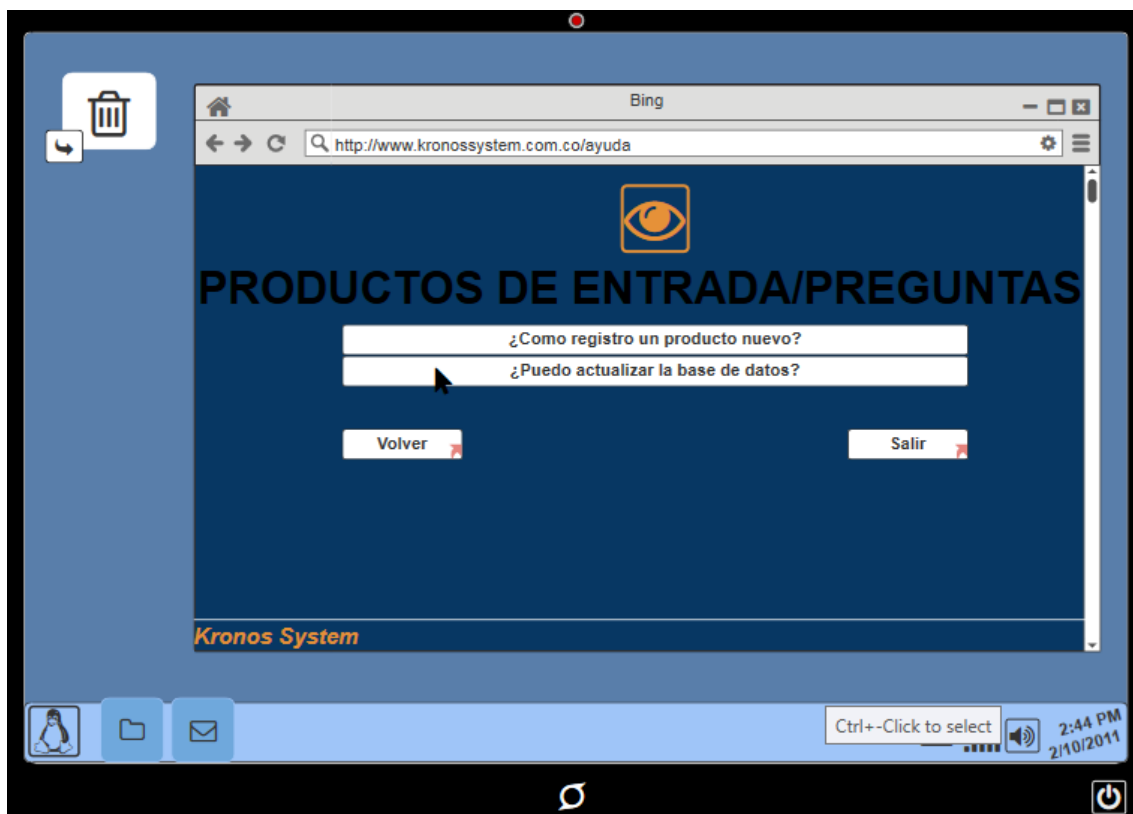 Bing
http://www.kronossystem.com.co/ayuda
PRODUCTOS DE ENTRADA/PREGUNTAS
¿Como registro un producto nuevo?
¿Puedo actualizar la base de datos?
Volver
Salir
Kronos System
Ctrl+-Click to select
2:44 PM
2/10/2011